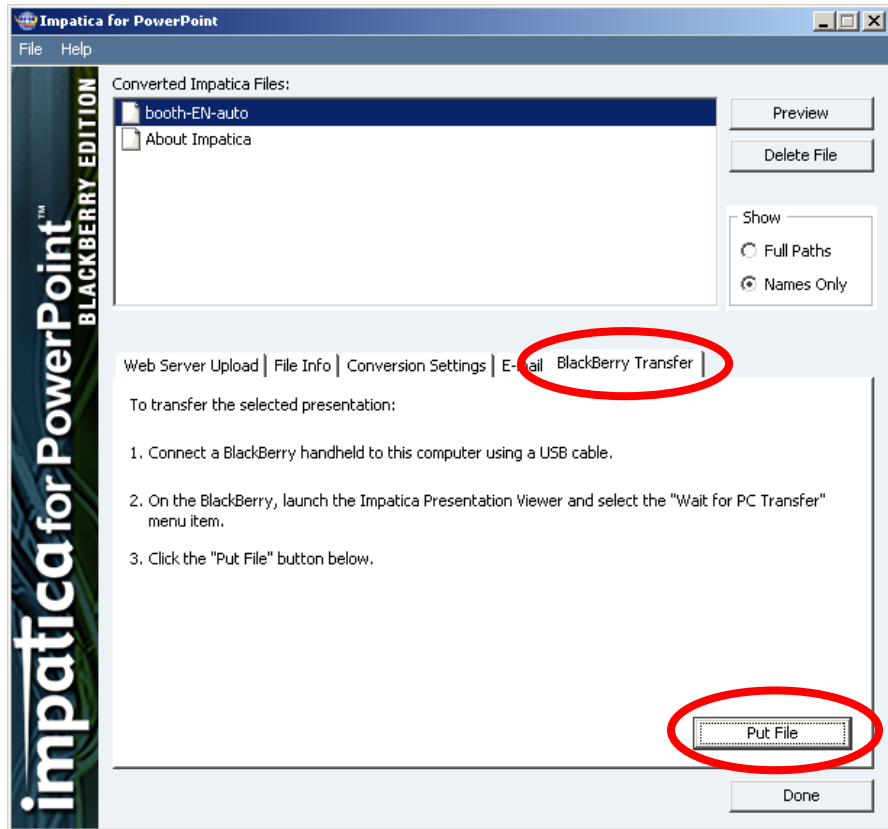 Impatica for PowerPoint
File Help
Converted Impatica Files:
booth-EN-auto
About Impatica
Preview
Delete File
Show
Full Paths
Names Only
Web Server Upload File Info Conversion Settings E-mail BlackBerry Transfer
To transfer the selected presentation:
1. Connect a BlackBerry handheld to this computer using a USB cable.
2. On the BlackBerry, launch the Impatica Presentation Viewer and select the "Wait for PC Transfer"
menu item.
3. Click the "Put File" button below.
Put File
Done
impatica for PowerPoint™
BLACKBERRY EDITION